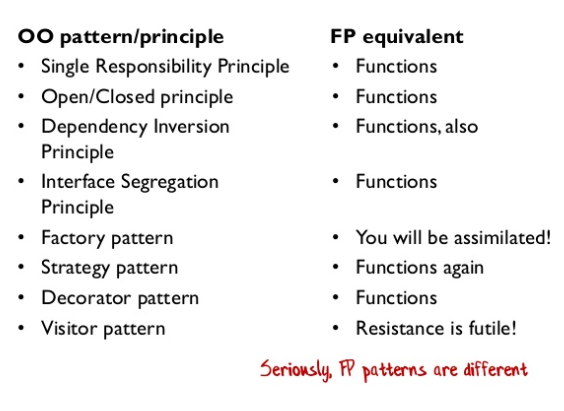 OO pattern/principle
FP equivalent
• Single Responsibility Principle
• Functions
• Open/Closed principle
• Functions
• Dependency Inversion
Principle
• Functions, also
• Interface Segregation
Principle
• Functions
• Factory pattern
• You will be assimilated!
• Strategy pattern
• Functions again
• Decorator pattern
• Functions
• Visitor pattern
• Resistance is futile!
Seriously, FP patterns are different